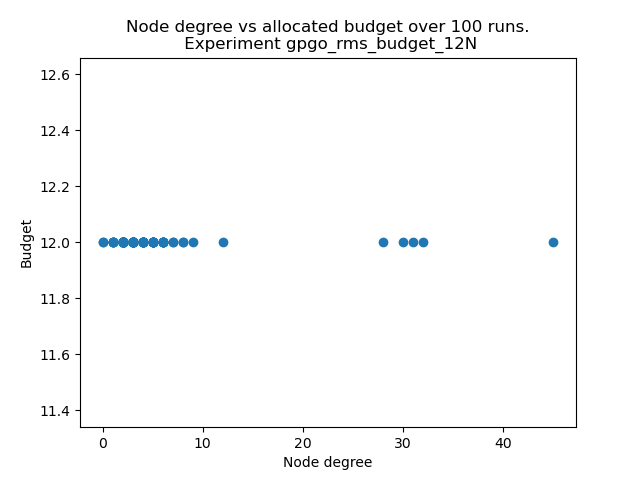 Node degree vs allocated budget over 100 runs.
Experiment gpgo_rms_budget_12N
12.6
12.4
12.2
12.0
11.8
11.6
11.4
Budget
0 10 20 30 40
Node degree